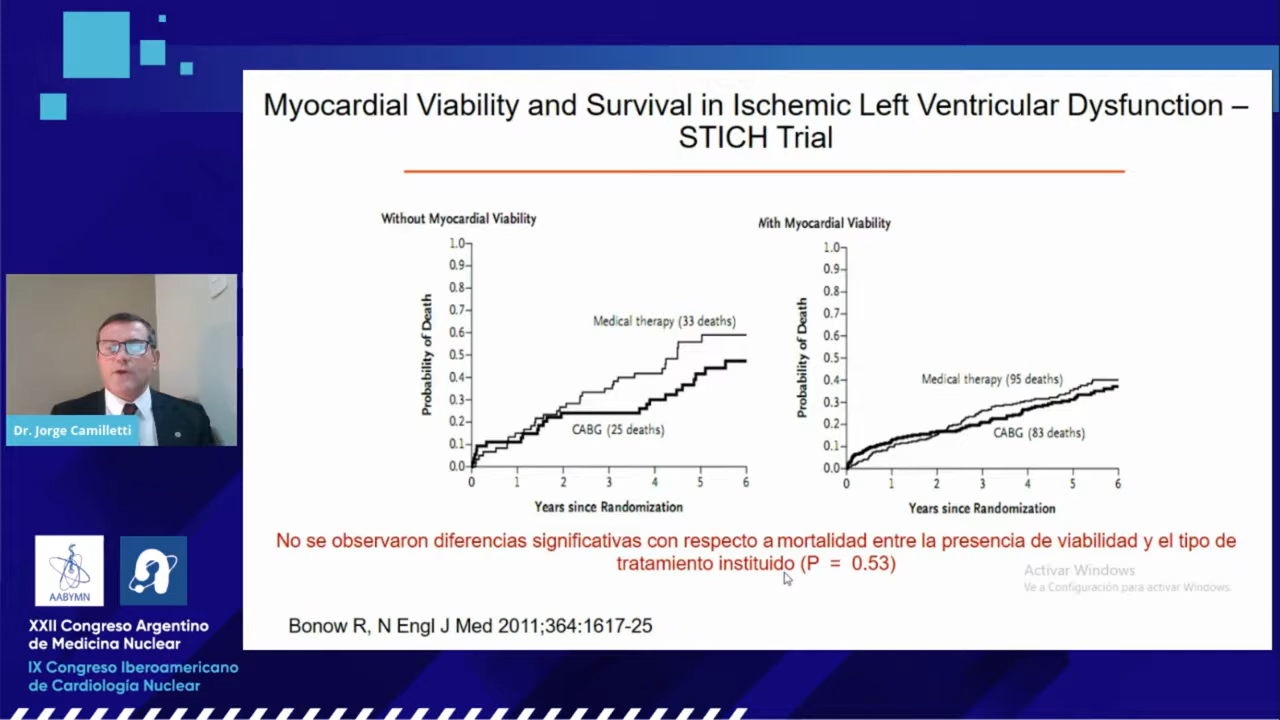 Myocardial Viability and Survival in Ischemic Left Ventricular Dysfunction –
STICH Trial
Without Myocardial Viability
1.0
0.9
0.8
0.7
0.6
0.5
0.4
0.3
0.2
0.1
0.0
Probability of Death
Medical therapy (33 deaths)
CABG (25 deaths)
0 1 2 3 4 5 6
Years since Randomization
With Myocardial Viability
1.0
0.9
0.8
0.7
0.6
0.5
0.4
0.3
0.2
0.1
0.0
Probability of Death
Medical therapy (95 deaths)
CABG (83 deaths)
0 1 2 3 4 5 6
Years since Randomization
No se observaron diferencias significativas con respecto a mortalidad entre la presencia de viabilidad y el tipo de
tratamiento instituido (P = 0.53)
Activar Windows
Ve a Configuración para activar Windows.
Bonow R, N Engl J Med 2011;364:1617-25
Dr. Jorge Camilletti
AABYMN
XXII Congreso Argentino
de Medicina Nuclear
IX Congreso Iberoamericano
de Cardiología Nuclear